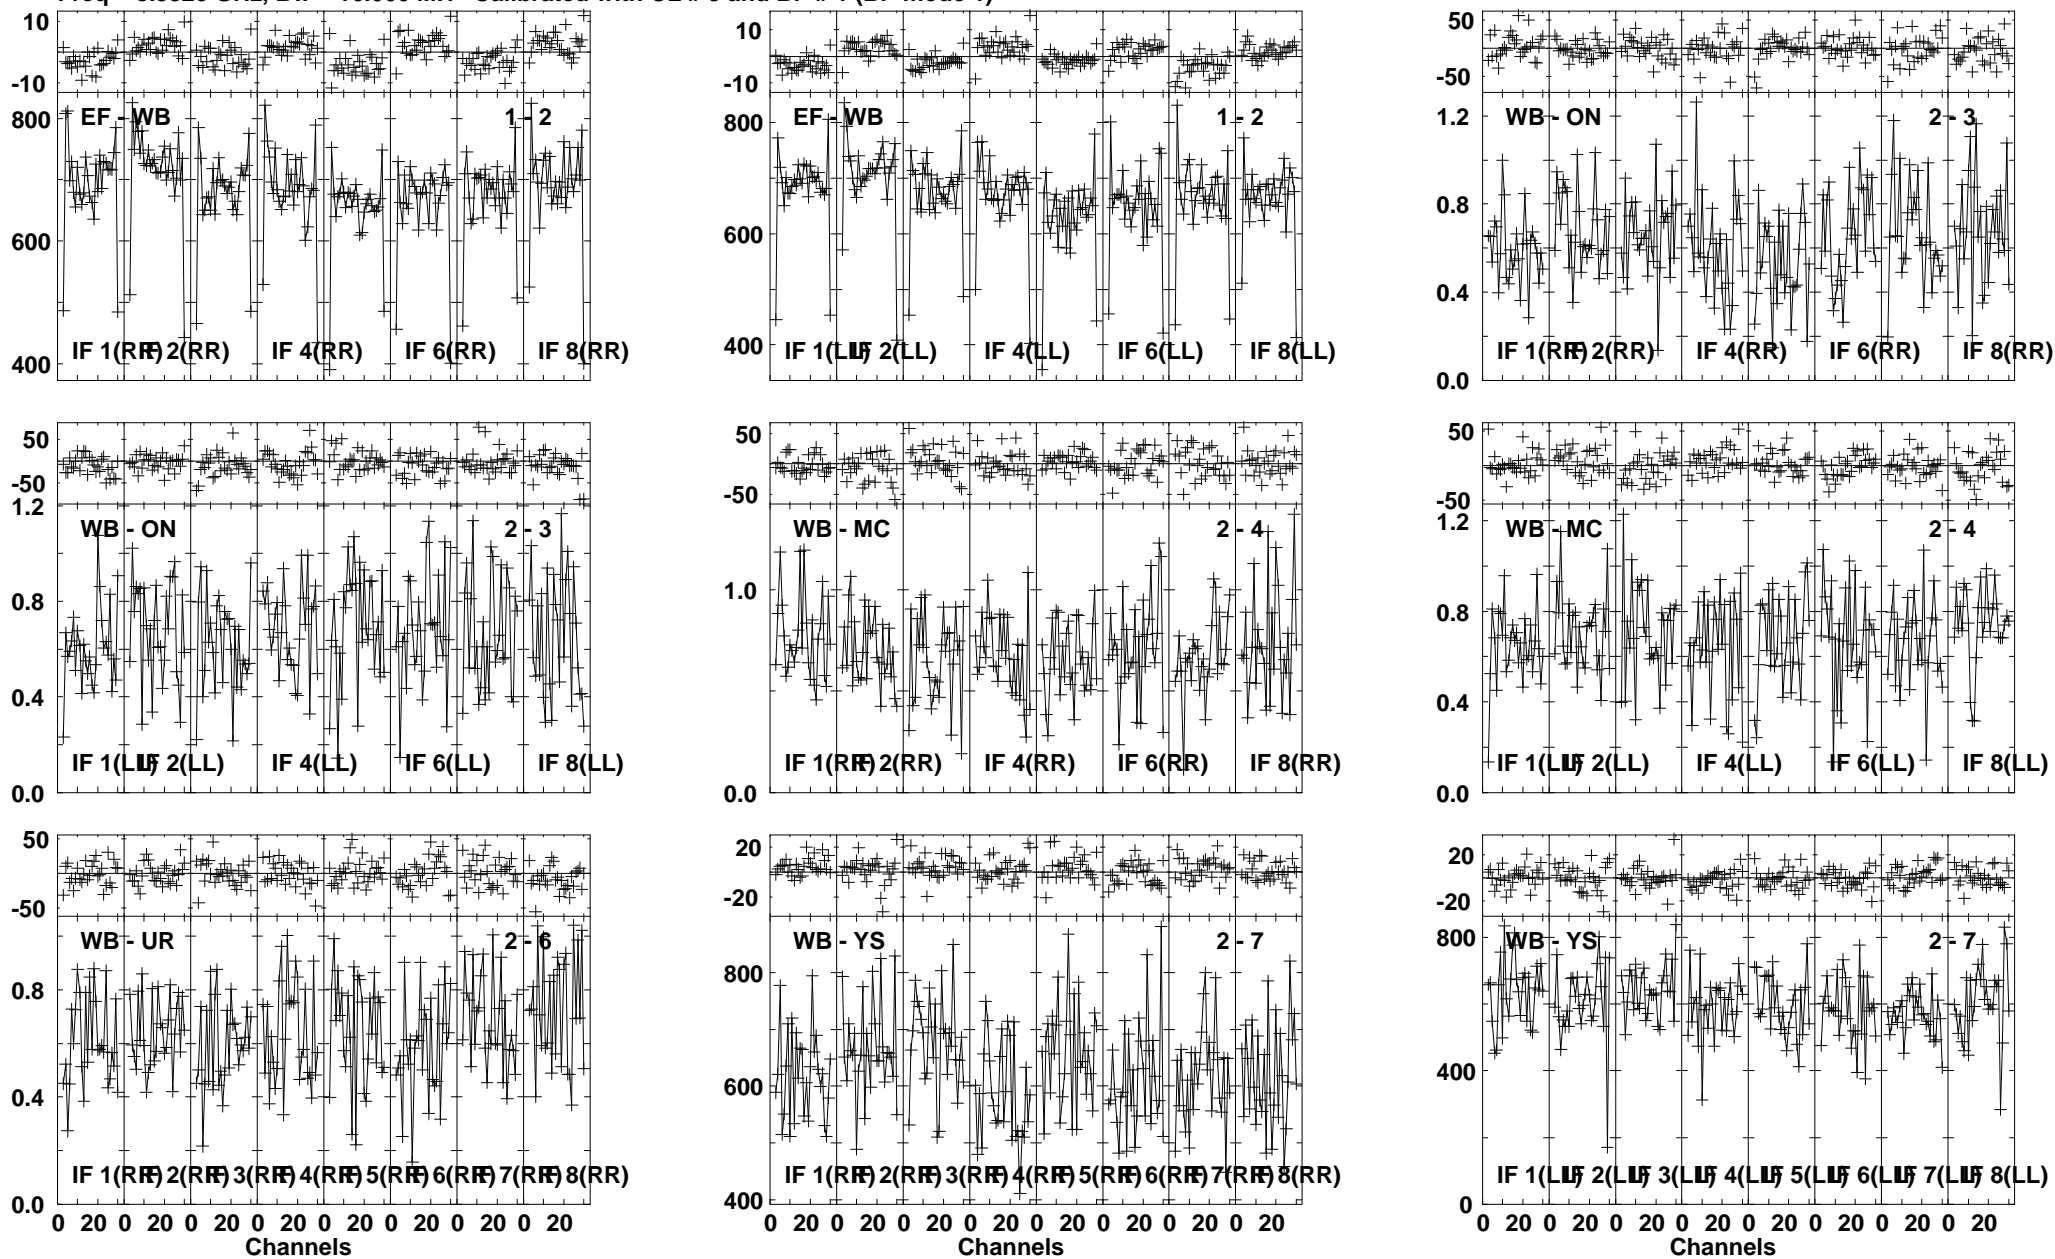 Freq = GHz, Calibrated with CL # and BP # 1 (BP mode 1)
10
-10
800
600
400
EF - WB
1 - 2
IF 1(RR) IF 2(RR) IF 4(RR) IF 6(RR) IF 8(RR)
10
-10
800
600
400
EF - WB
1 - 2
IF 1(LL) IF 2(LL) IF 4(LL) IF 6(LL) IF 8(LL)
50
-50
1.2
0.8
0.4
0.0
WB - ON
2 - 3
IF 1(RR) IF 2(RR) IF 4(RR) IF 6(RR) IF 8(RR)
50
-50
1.2
0.8
0.4
0.0
WB - ON
2 - 3
IF 1(LL) IF 2(LL) IF 4(LL) IF 6(LL) IF 8(LL)
50
-50
1.0
0.0
WB - MC
2 - 4
IF 1(RR) IF 2(RR) IF 4(RR) IF 6(RR) IF 8(RR)
50
-50
1.2
0.8
0.4
0.0
WB - MC
2 - 4
IF 1(LL) IF 2(LL) IF 4(LL) IF 6(LL) IF 8(LL)
50
-50
0.8
0.4
0.0
WB - UR
2 - 6
IF 1(RR) IF 2(RR) IF 3(RR) IF 4(RR) IF 5(RR) IF 6(RR) IF 7(RR) IF 8(RR)
0 20 0 20 0 20 0 20 0 20 0 20 0 20 0 20
Channels
20
-20
800
600
400
WB - YS
2 - 7
IF 1(RR) IF 2(RR) IF 3(RR) IF 4(RR) IF 5(RR) IF 6(RR) IF 7(RR) IF 8(RR)
0 20 0 20 0 20 0 20 0 20 0 20 0 20 0 20
Channels
20
-20
800
400
0
WB - YS
2 - 7
IF 1(LL) IF 2(LL) IF 3(LL) IF 4(LL) IF 5(LL) IF 6(LL) IF 7(LL) IF 8(LL)
0 20 0 20 0 20 0 20 0 20 0 20 0 20 0 20
Channels